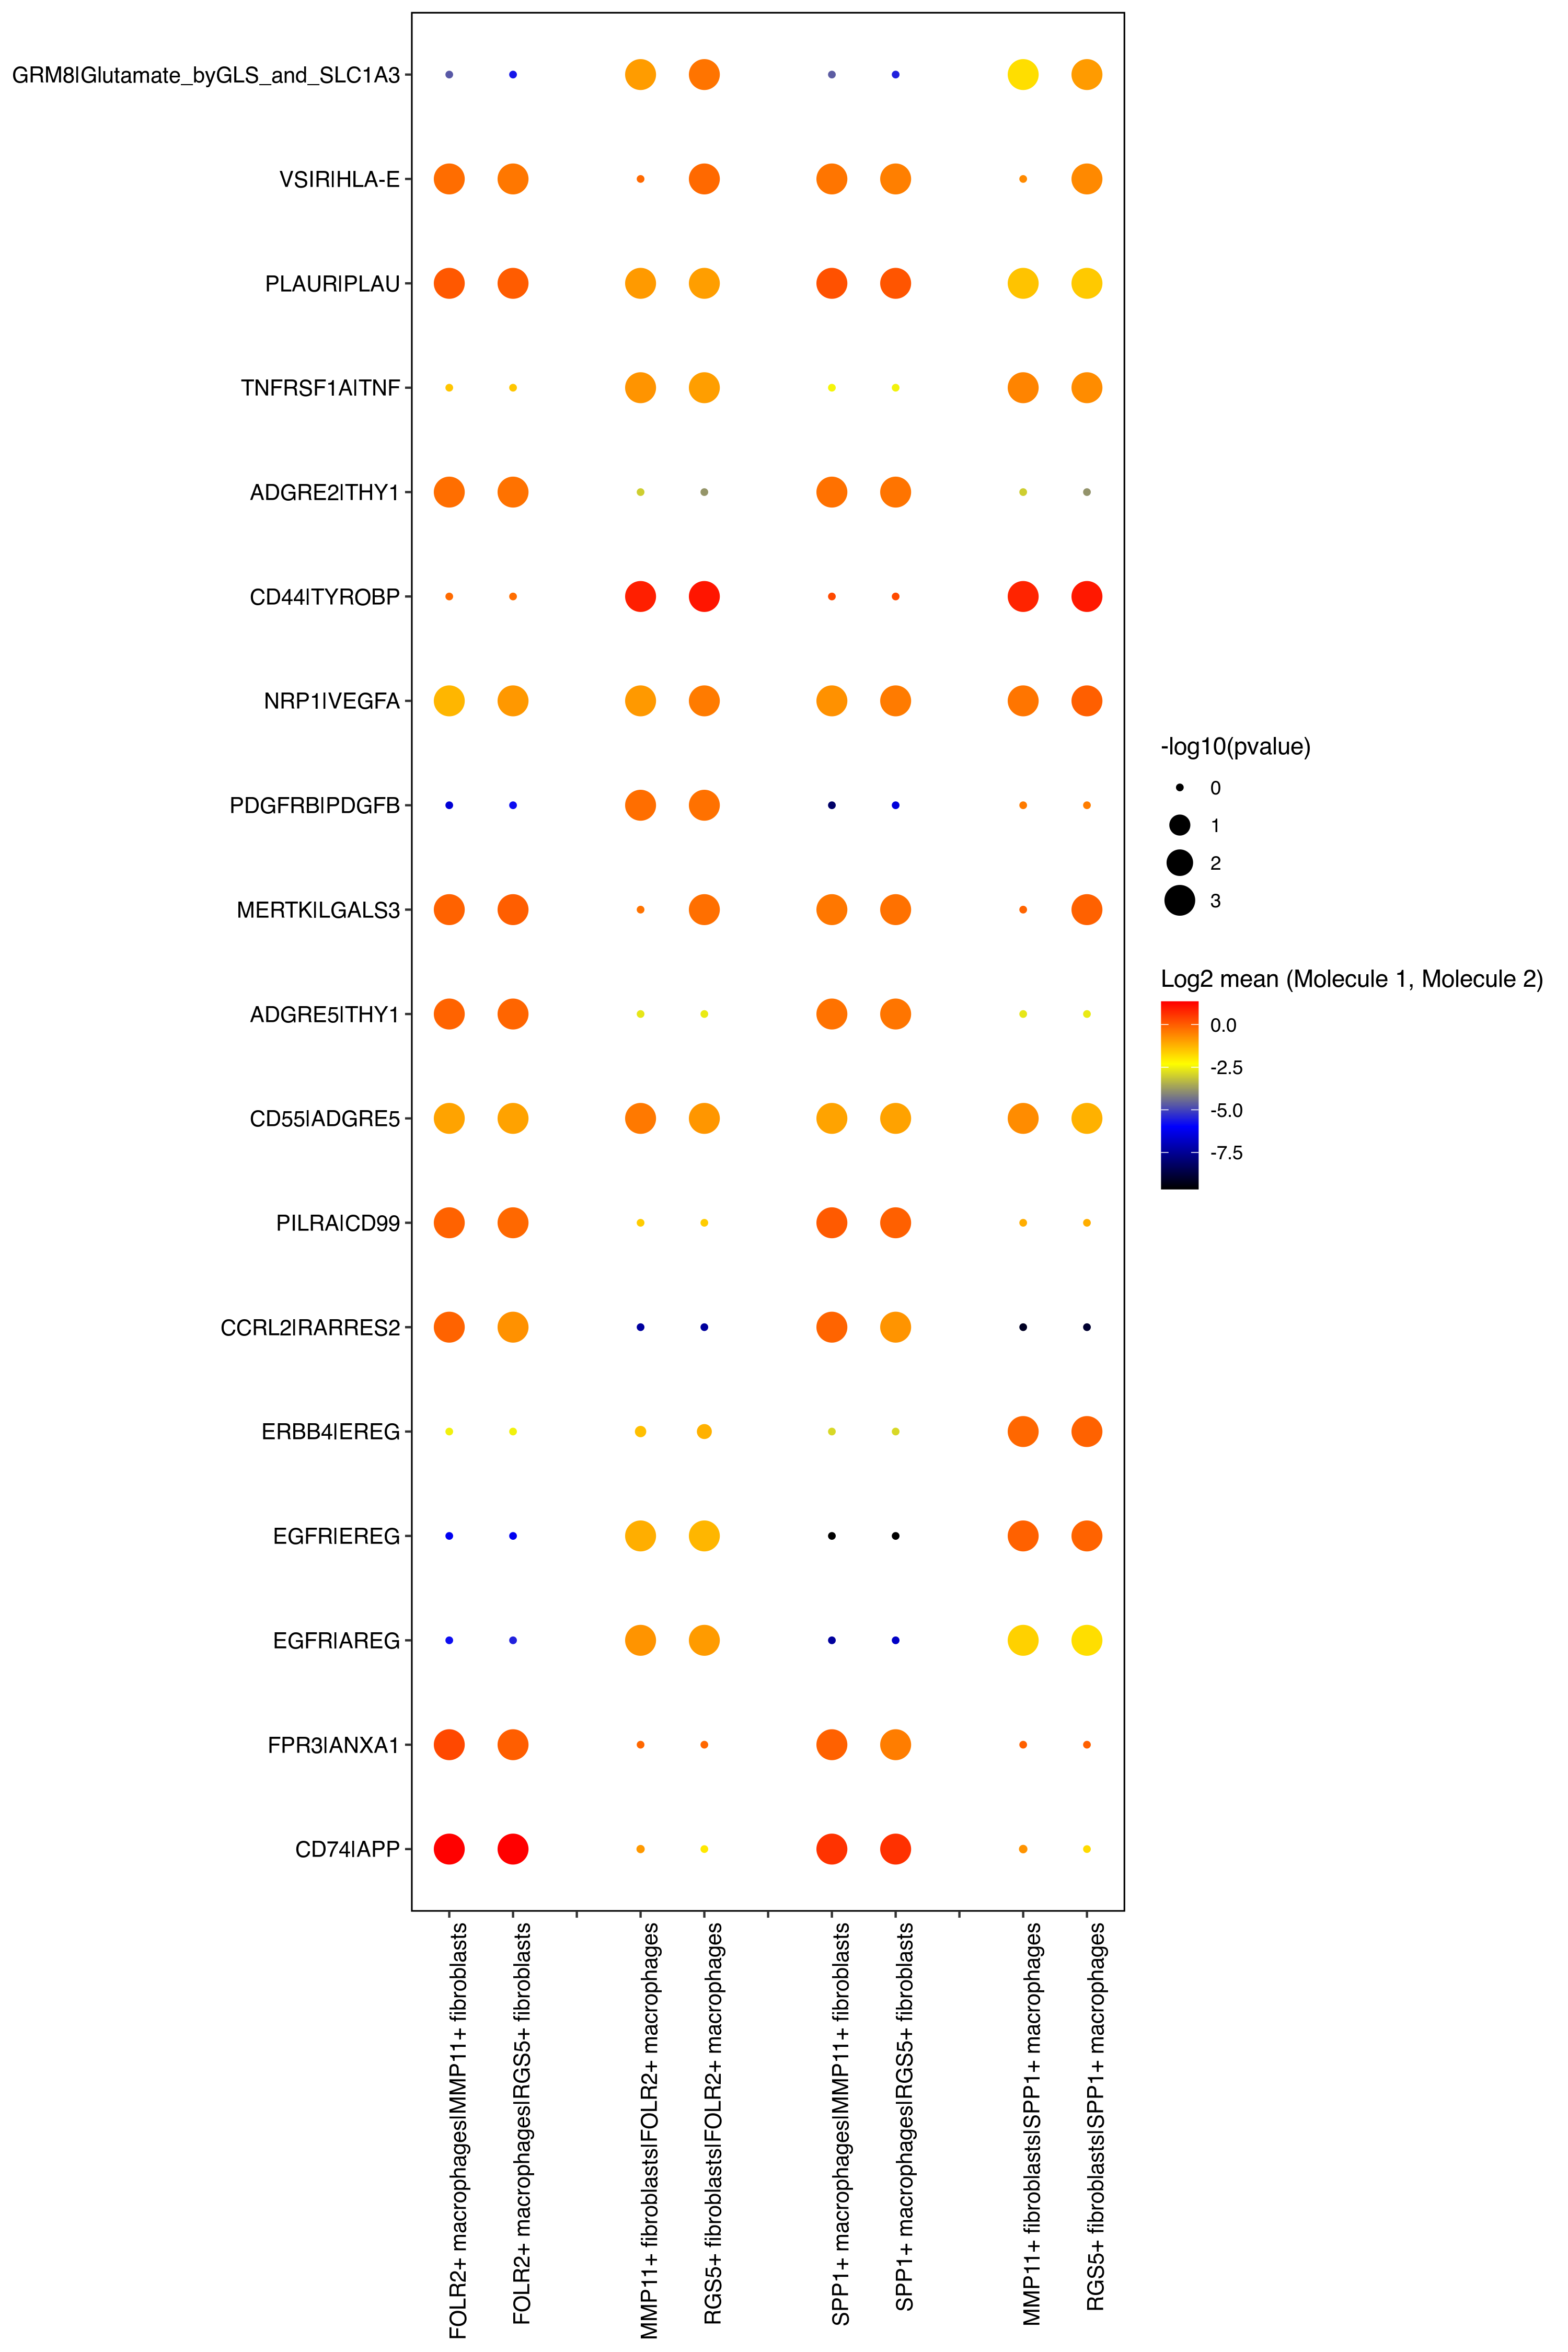 GRM8|Glutamate_byGLS_and_SLC1A3
VSIR|HLA-E
PLAUR|PLAU
TNFRSF1A|TNF
ADGRE2|THY1
CD44|TYROBP
NRP1|VEGFA
PDGFRB|PDGFB
MERTK|LGALS3
ADGRE5|THY1
CD55|ADGRE5
PILRA|CD99
CCRL2|RARRES2
ERBB4|EREG
EGFR|EREG
EGFR|AREG
FPR3|ANXA1
CD74|APP
FOLR2+ macrophages|MMP11+ fibroblasts
FOLR2+ macrophages|RGS5+ fibroblasts
MMP11+ fibroblasts|FOLR2+ macrophages
RGS5+ fibroblasts|FOLR2+ macrophages
SPP1+ macrophages|MMP11+ fibroblasts
SPP1+ macrophages|RGS5+ fibroblasts
MMP11+ fibroblasts|SPP1+ macrophages
RGS5+ fibroblasts|SPP1+ macrophages
-log10(pvalue)
0
1
2
3
Log2 mean (Molecule 1, Molecule 2)
0.0
-2.5
-5.0
-7.5